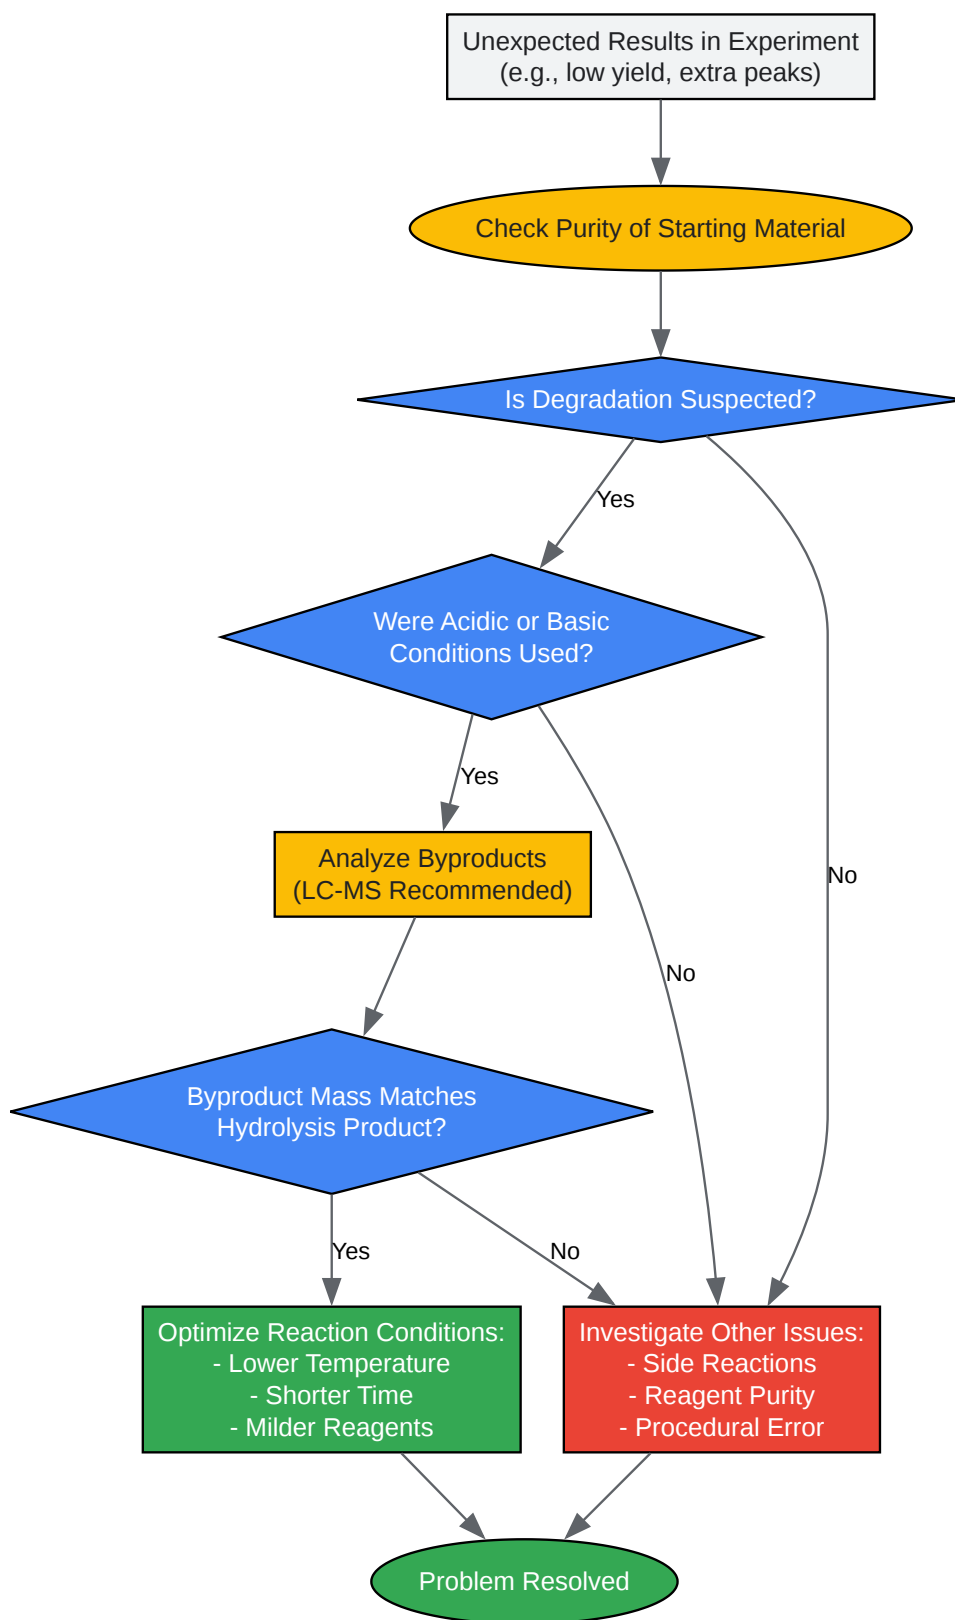 Unexpected Results in Experiment
(e.g., low yield, extra peaks)
Check Purity of Starting Material
Is Degradation Suspected?
Yes
Were Acidic or Basic
Conditions Used?
Yes
Analyze Byproducts
(LC-MS Recommended)
No
No
Byproduct Mass Matches
Hydrolysis Product?
Yes
No
Optimize Reaction Conditions:
- Lower Temperature
- Shorter Time
- Milder Reagents
Investigate Other Issues:
- Side Reactions
- Reagent Purity
- Procedural Error
Problem Resolved